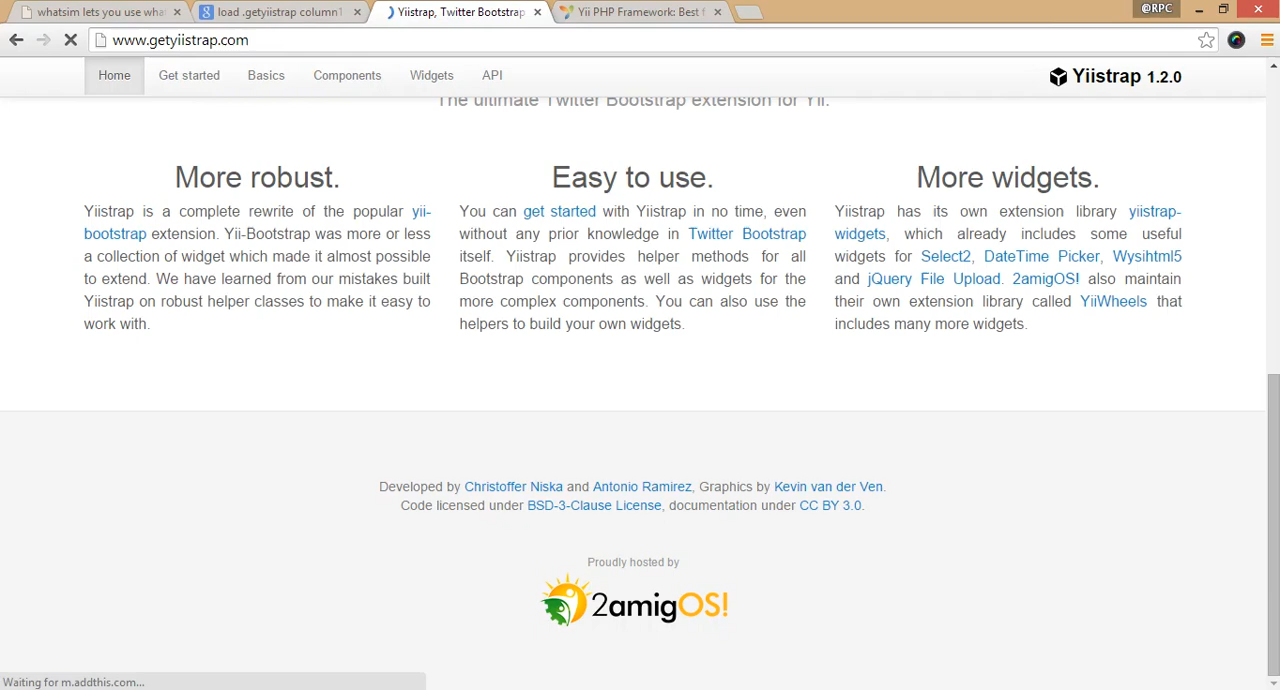 whatsim lets you use wha
load .getyiistrap column
Yiistrap, Twitter Bootstrap
Yii PHP Framework: Best f
@RPC
www.getyiistrap.com
Home Get started Basics Components Widgets API
Yiistrap 1.2.0
The ultimate Twitter Bootstrap extension for Yii.
More robust.
Yiistrap is a complete rewrite of the popular yii-
bootstrap extension. Yii-Bootstrap was more or less
a collection of widget which made it almost possible
to extend. We have learned from our mistakes built
Yiistrap on robust helper classes to make it easy to
work with.
Easy to use.
You can get started with Yiistrap in no time, even
without any prior knowledge in Twitter Bootstrap
itself. Yiistrap provides helper methods for all
Bootstrap components as well as widgets for the
more complex components. You can also use the
helpers to build your own widgets.
More widgets.
Yiistrap has its own extension library yiistrap-
widgets, which already includes some useful
widgets for Select2, DateTime Picker, Wysihtml5
and jQuery File Upload. 2amigOS! also maintain
their own extension library called YiiWheels that
includes many more widgets.
Developed by Christoffer Niska and Antonio Ramirez, Graphics by Kevin van der Ven.
Code licensed under BSD-3-Clause License, documentation under CC BY 3.0.
Proudly hosted by
2amigOS!
Waiting for m.addthis.com...